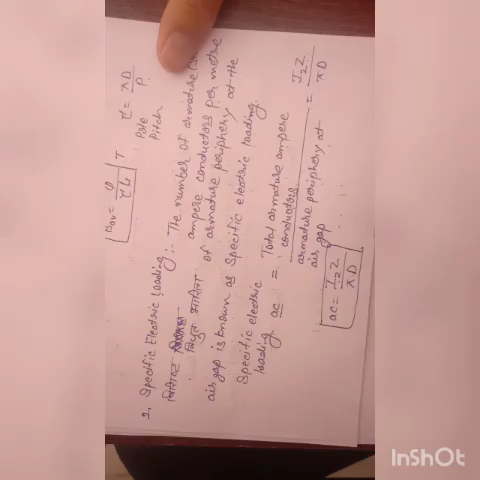 Bav = φ / τL T τ = πD / P
Pole
Pitch
2, Specific Electric loading :- The number of armature
विशिष्ट विद्युत भारिता ampere conductors per metre
of armature periphery at the
air gap is known as Specific electric loading.
Specific electric
loading. ac = Total armature ampere conductors / armature periphery at air gap = IzZ / πD
ac = IzZ / πD
InShOt